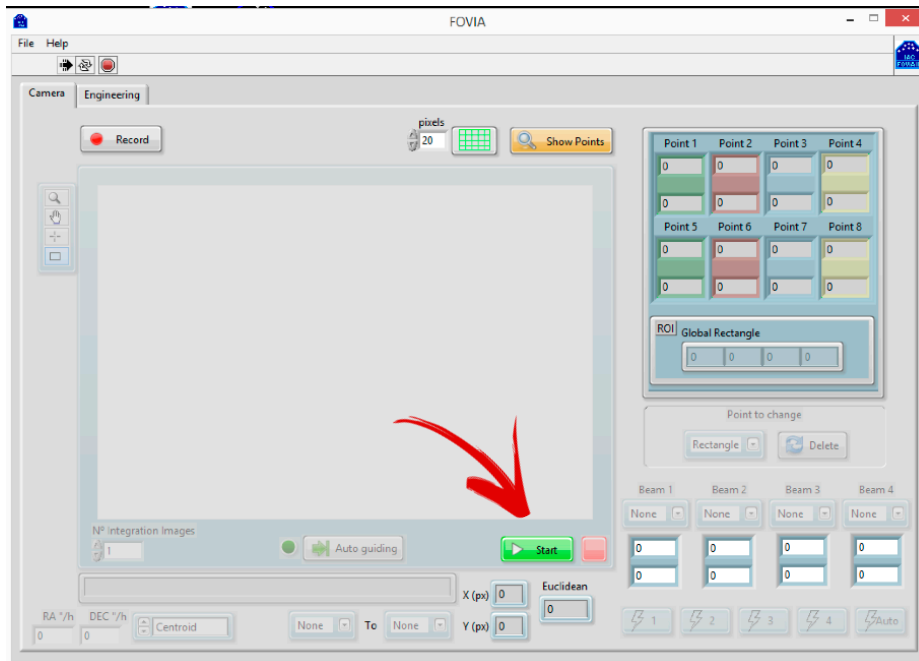 FOVIA
File Help
IAC
FOVIA
Camera Engineering
Record
pixels
20
Show Points
Point 1 Point 2 Point 3 Point 4
0 0 0 0
0 0 0 0
Point 5 Point 6 Point 7 Point 8
0 0 0 0
0 0 0 0
ROI Global Rectangle
0 0 0 0
Point to change
Rectangle Delete
Beam 1 Beam 2 Beam 3 Beam 4
None None None None
Nº Integration Images
1
Auto guiding
Start
0 0 0 0
0 0 0 0
X (px) 0 Euclidean
0
RA "/h DEC "/h
0 0
Centroid
None To None
Y (px) 0
1 2 3 4 Auto